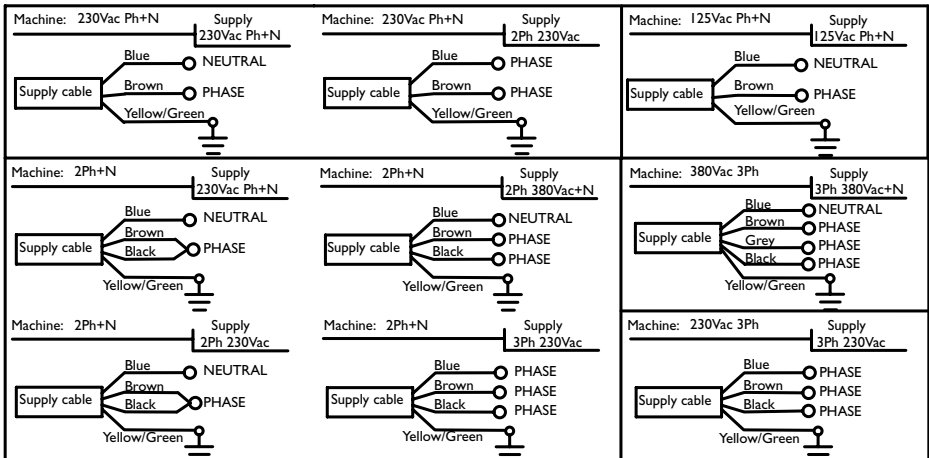 Machine: 230Vac Ph+N
Supply
230Vac Ph+N
Blue
NEUTRAL
Supply cable
Brown
PHASE
Yellow/Green
Machine: 230Vac Ph+N
Supply
2Ph 230Vac
Blue
PHASE
Supply cable
Brown
PHASE
Yellow/Green
Machine: 125Vac Ph+N
Supply
125Vac Ph+N
Blue
NEUTRAL
Supply cable
Brown
PHASE
Yellow/Green
Machine: 2Ph+N
Supply
230Vac Ph+N
Blue
NEUTRAL
Brown
Supply cable
PHASE
Black
Yellow/Green
Machine: 2Ph+N
Supply
2Ph 380Vac+N
Blue
NEUTRAL
Brown
PHASE
Supply cable
Black
PHASE
Yellow/Green
Machine: 380Vac 3Ph
Supply
3Ph 380Vac+N
Blue
NEUTRAL
Brown
PHASE
Supply cable
Grey
PHASE
Black
PHASE
Yellow/Green
Machine: 2Ph+N
Supply
2Ph 230Vac
Blue
NEUTRAL
Brown
Supply cable
PHASE
Black
Yellow/Green
Machine: 2Ph+N
Supply
3Ph 230Vac
Blue
PHASE
Brown
PHASE
Supply cable
Black
PHASE
Yellow/Green
Machine: 230Vac 3Ph
Supply
3Ph 230Vac
Blue
PHASE
Brown
PHASE
Supply cable
Black
PHASE
Yellow/Green